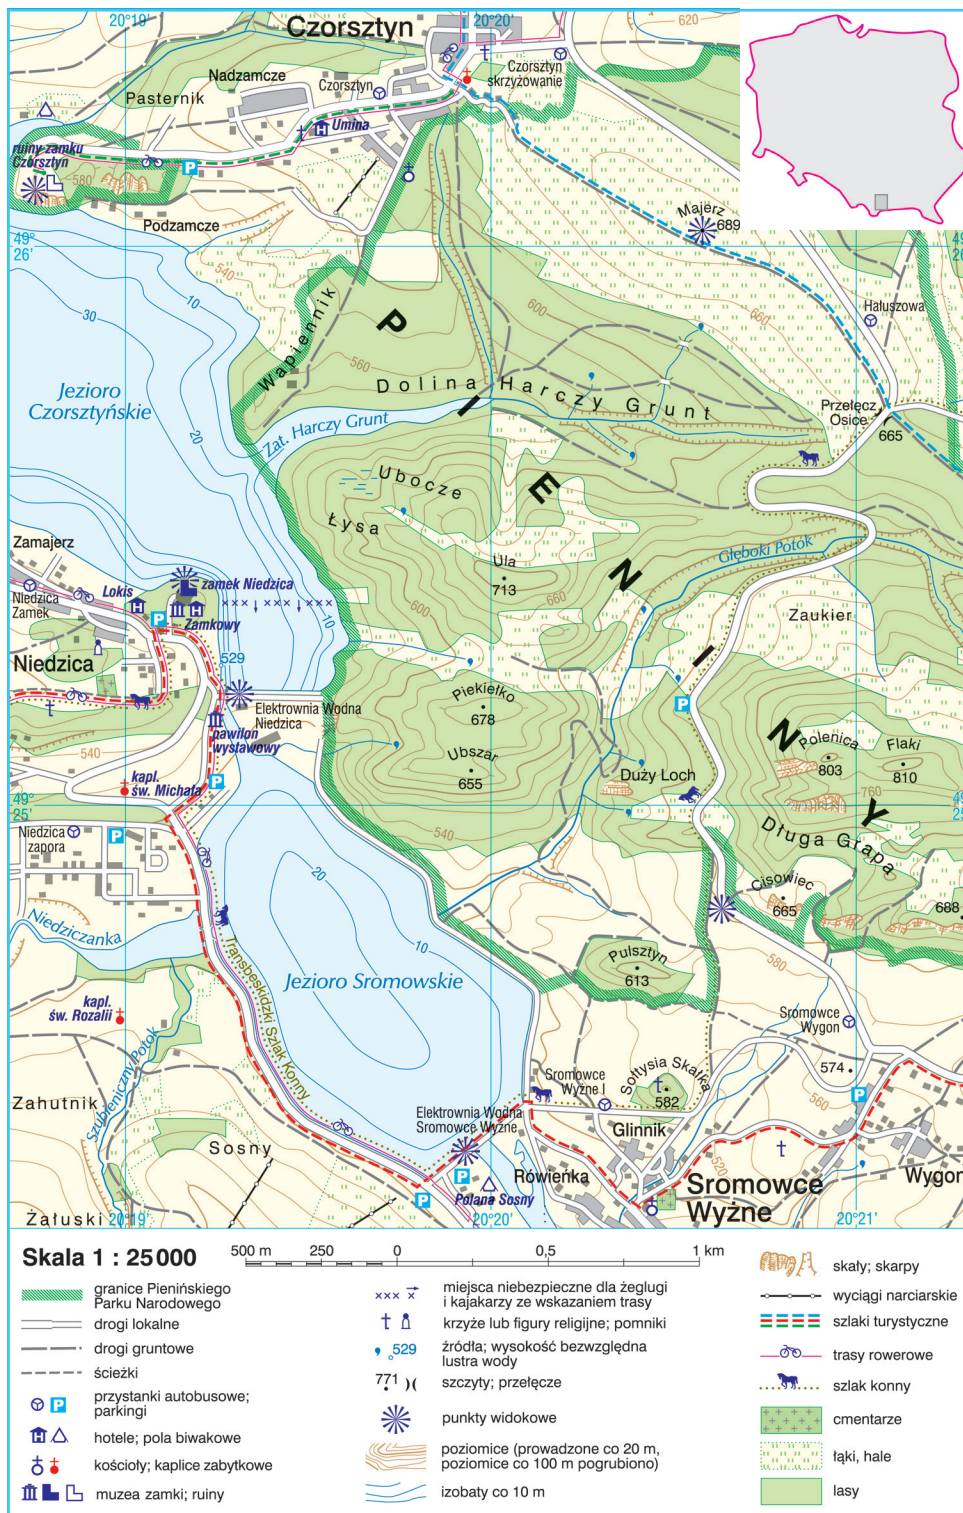 20°19'
20°20'
620
Czorsztyn
Nadzamcze
Pasternik
Czorsztyn
Czorsztyn
skrzyżowanie
Umina
ruiny zamku
Czorsztyn
580
Podzamcze
Majerz
689
49°
26'
49
26'
540
10
30
600
660
Hałuszowa
Wapiennik
560
PIENINY
Jezioro
Czorsztyńskie
Dolina Harczy Grunt
Zat. Harczy Grunt
20
Przełęcz
Osice
665
Ubocze
Łysa
Zamajerz
Głęboki Potok
Ula
713
zamek Niedzica
Lokis
Niedzica
Zamek
Zamkowy
10
600
660
Zaukier
Niedzica
529
Piekiełko
678
Elektrownia Wodna
Niedzica
pawilon
wystawowy
540
Polenica
803
Flaki
810
Ubszar
655
Duży Loch
kapl.
św. Michała
760
49°
25'
49
25'
Niedzica
zapora
540
Długa Grapa
20
Cisowiec
665
688
Niedziczanka
10
Pulsztyn
613
580
Transbeskidzki Szlak Konny
Jezioro Sromowskie
kapl.
św. Rozalii
Sromowce
Wygon
Szubieniczny Potok
Sromowce
Wyżne I
Sołtysia Skałka
582
574
Zahutnik
Elektrownia Wodna
Sromowce Wyżne
560
Glinnik
Sosny
520
Rówieńka
Wygon
Polana Sosny
Sromowce
Wyżne
Załuski
20°19'
20°20'
20°21'
Skala 1 : 25 000
500 m
250
0
0,5
1 km
granice Pienińskiego
Parku Narodowego
drogi lokalne
drogi gruntowe
ścieżki
przystanki autobusowe;
parkingi
hotele; pola biwakowe
kościoły; kaplice zabytkowe
muzea zamki; ruiny
miejsca niebezpieczne dla żeglugi
i kajakarzy ze wskazaniem trasy
krzyże lub figury religijne; pomniki
529
źródła; wysokość bezwzględna
lustra wody
771
szczyty; przełęcze
punkty widokowe
poziomice (prowadzone co 20 m,
poziomice co 100 m pogrubiono)
izobaty co 10 m
skały; skarpy
wyciągi narciarskie
szlaki turystyczne
trasy rowerowe
szlak konny
cmentarze
łąki, hale
lasy